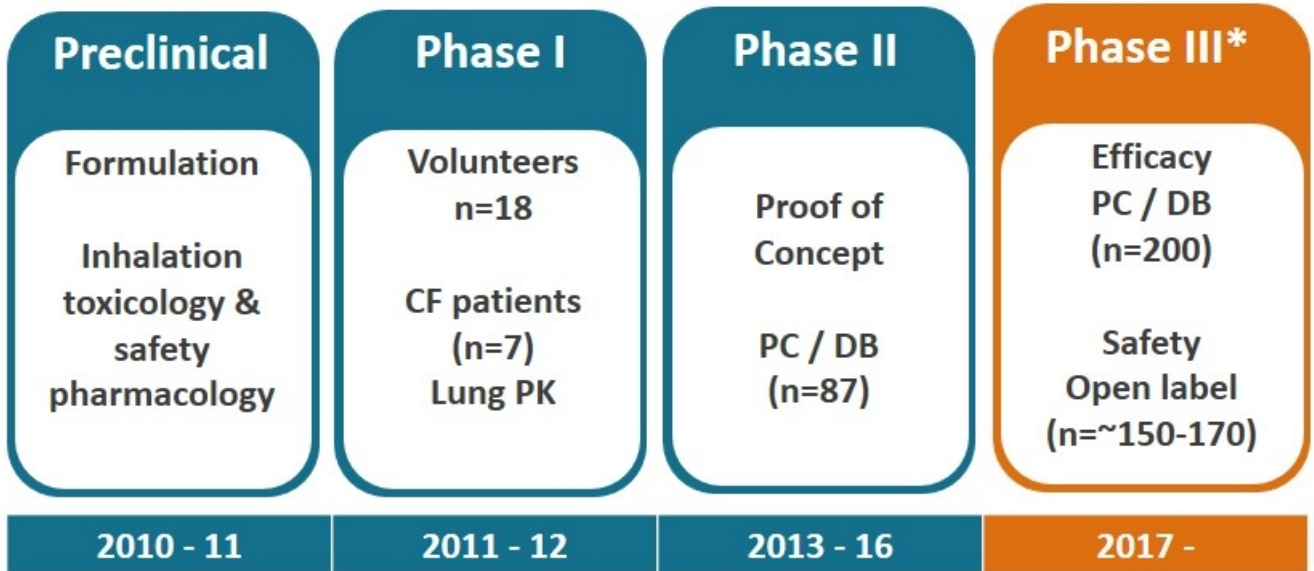 Preclinical
Formulation
Inhalation
toxicology &
safety
pharmacology
2010 - 11
Phase I
Volunteers
n=18
CF patients
(n=7)
Lung PK
2011 - 12
Phase II
Proof of
Concept
PC / DB
(n=87)
2013 - 16
Phase III*
Efficacy
PC / DB
(n=200)
Safety
Open label
(n=~150-170)
2017 -